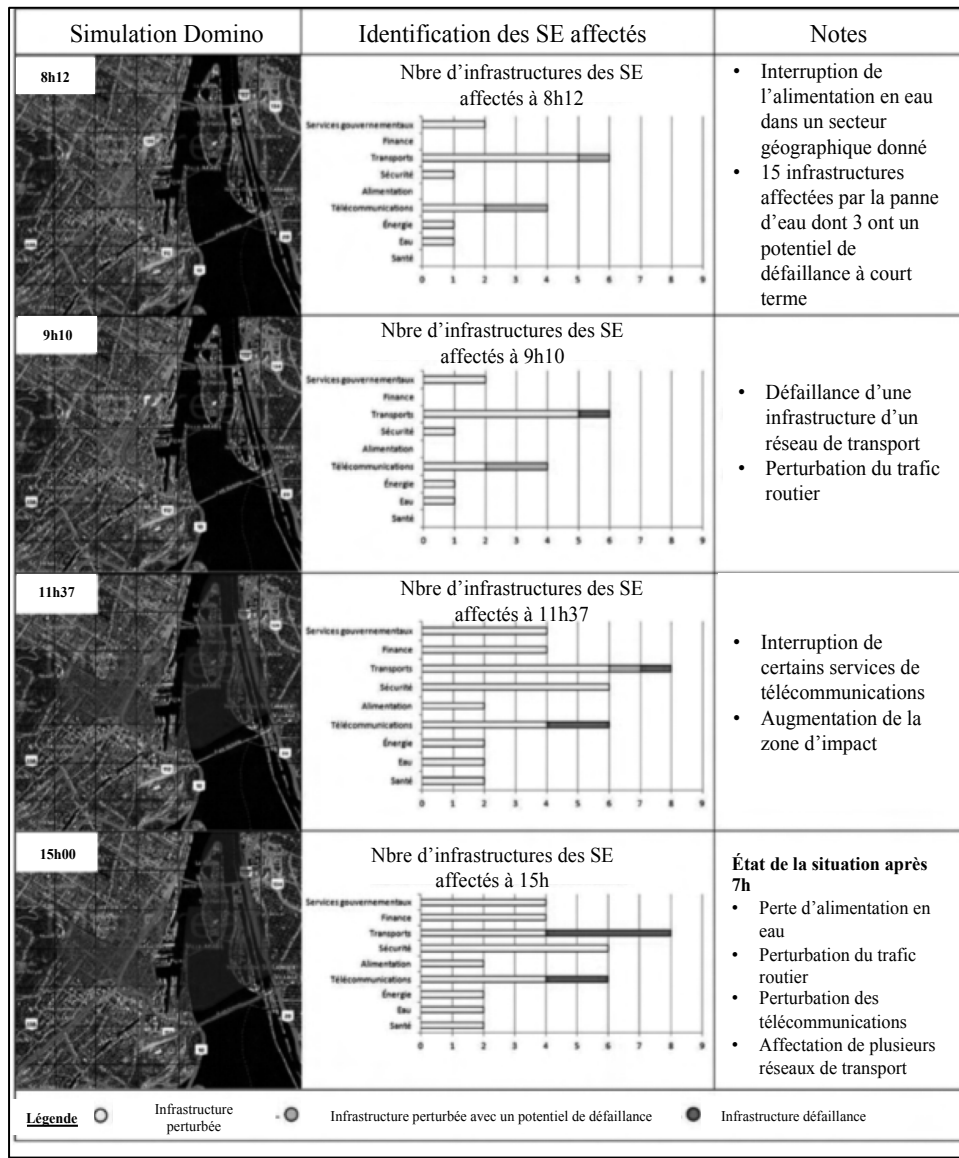 Simulation Domino
Identification des SE affectés
Notes
8h12
Nbre d'infrastructures des SE
affectés à 8h12
Services gouvernementaux
Finance
Transports
Sécurité
Alimentation
Télécommunications
Énergie
Eau
Santé
0 1 2 3 4 5 6 7 8 9
• Interruption de
l'alimentation en eau
dans un secteur
géographique donné
• 15 infrastructures
affectées par la panne
d'eau dont 3 ont un
potentiel de
défaillance à court
terme
9h10
Nbre d'infrastructures des SE
affectés à 9h10
Services gouvernementaux
Finance
Transports
Sécurité
Alimentation
Télécommunications
Énergie
Eau
Santé
0 1 2 3 4 5 6 7 8 9
• Défaillance d'une
infrastructure d'un
réseau de transport
• Perturbation du trafic
routier
11h37
Nbre d'infrastructures des SE
affectés à 11h37
Services gouvernementaux
Finance
Transports
Sécurité
Alimentation
Télécommunications
Énergie
Eau
Santé
0 1 2 3 4 5 6 7 8 9
• Interruption de
certains services de
télécommunications
• Augmentation de la
zone d'impact
15h00
Nbre d'infrastructures des SE
affectés à 15h
Services gouvernementaux
Finance
Transports
Sécurité
Alimentation
Télécommunications
Énergie
Eau
Santé
0 1 2 3 4 5 6 7 8 9
État de la situation après
7h
• Perte d'alimentation en
eau
• Perturbation du trafic
routier
• Perturbation des
télécommunications
• Affectation de plusieurs
réseaux de transport
Légende
Infrastructure
perturbée
Infrastructure perturbée avec un potentiel de défaillance
Infrastructure défaillance